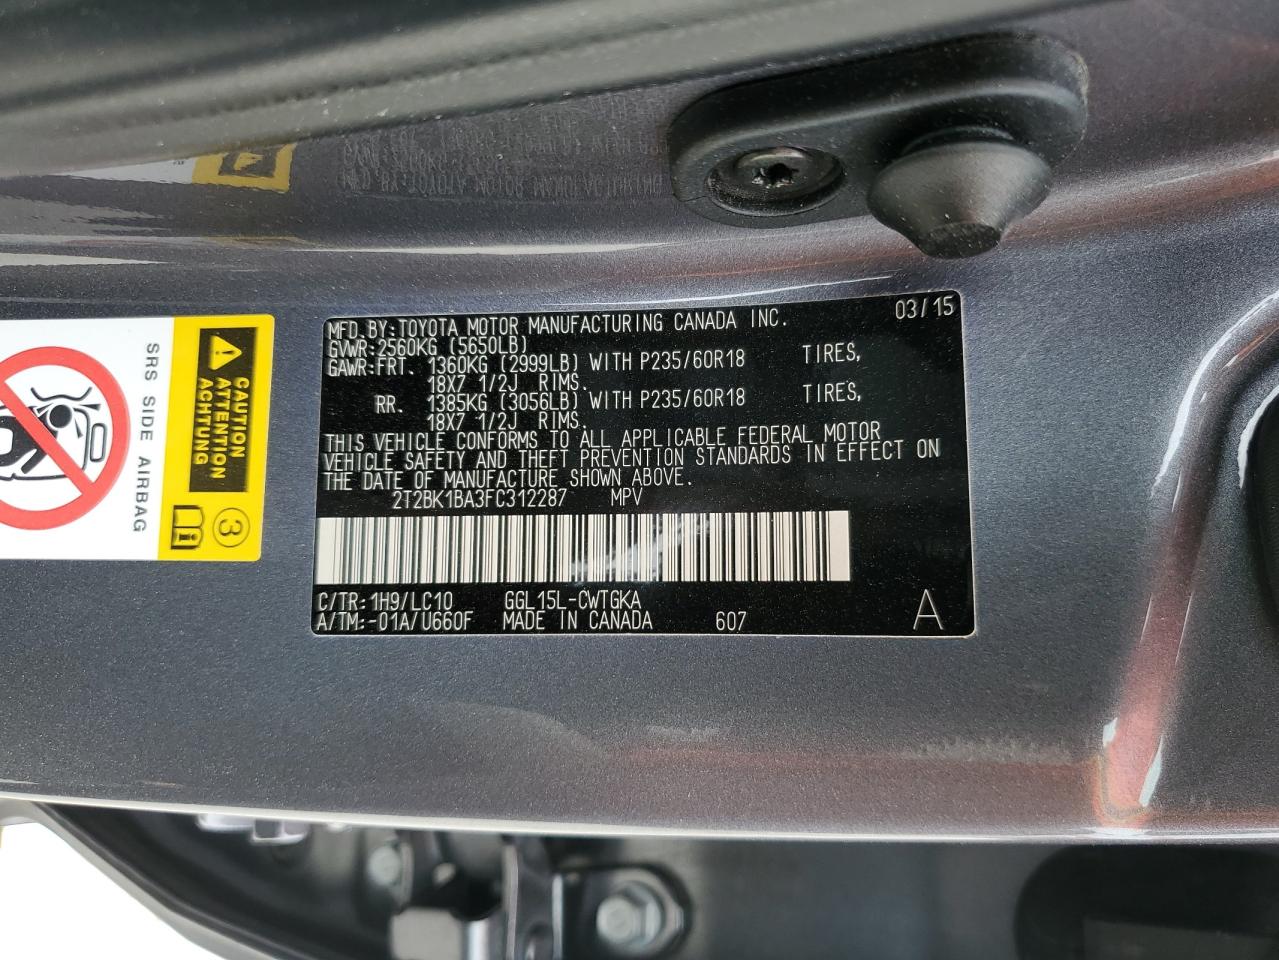 MFD. BY: TOYOTA MOTOR MANUFACTURING CANADA INC. 03/15
GVWR: 2560KG (5650LB)
GAWR: FRT. 1360KG (2999LB) WITH P235/60R18 TIRES,
18X7 1/2J RIMS.
RR. 1385KG (3056LB) WITH P235/60R18 TIRES,
18X7 1/2J RIMS.
THIS VEHICLE CONFORMS TO ALL APPLICABLE FEDERAL MOTOR
VEHICLE SAFETY AND THEFT PREVENTION STANDARDS IN EFFECT ON
THE DATE OF MANUFACTURE SHOWN ABOVE.
2T2BK1BA3FC312287 MPV
C/TR: 1H9/LC10 GGL15L-CWTGKA
A/TM:-01A/U660F MADE IN CANADA 607 A
CAUTION
ATTENTION
ACHTUNG
3
SRS SIDE AIRBAG